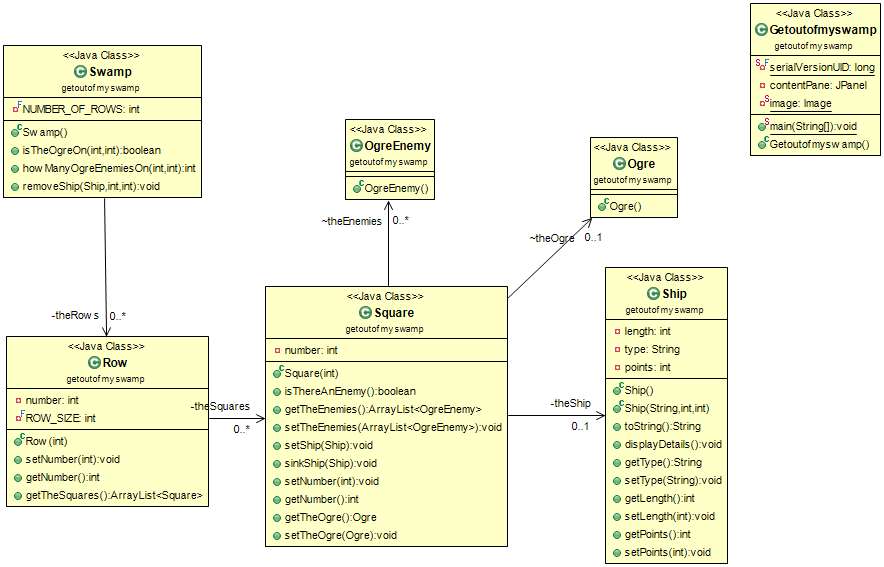 <<Java Class>>
Swamp
getoutofmyswamp
NUMBER_OF_ROWS: int
Swamp()
isTheOgreOn(int,int):boolean
howManyOgreEnemiesOn(int,int):int
removeShip(Ship,int,int):void
-theRows
0..*
<<Java Class>>
Row
getoutofmyswamp
number: int
ROW_SIZE: int
Row(int)
setNumber(int):void
getNumber():int
getTheSquares():ArrayList<Square>
-theSquares
0..*
<<Java Class>>
OgreEnemy
getoutofmyswamp
OgreEnemy()
~theEnemies
0..*
<<Java Class>>
Square
getoutofmyswamp
number: int
Square(int)
isThereAnEnemy():boolean
getTheEnemies():ArrayList<OgreEnemy>
setTheEnemies(ArrayList<OgreEnemy>):void
setShip(Ship):void
sinkShip(Ship):void
setNumber(int):void
getNumber():int
getTheOgre():Ogre
setTheOgre(Ogre):void
<<Java Class>>
Ogre
getoutofmyswamp
Ogre()
~theOgre
0..1
-theShip
0..1
<<Java Class>>
Ship
getoutofmyswamp
length: int
type: String
points: int
Ship()
Ship(String,int,int)
toString():String
displayDetails():void
getType():String
setType(String):void
getLength():int
setLength(int):void
getPoints():int
setPoints(int):void
<<Java Class>>
Getoutofmyswamp
getoutofmyswamp
serialVersionUID: long
contentPane: JPanel
image: Image
main(String[]):void
Getoutofmyswamp()